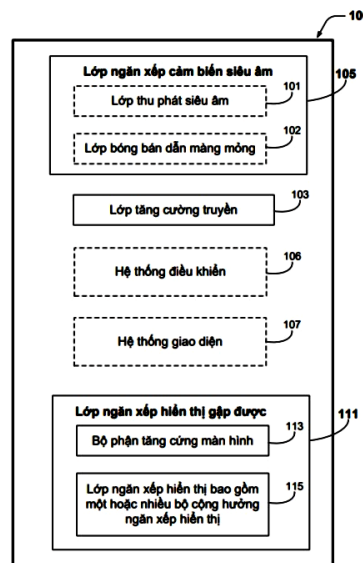 10
Lớp ngăn xếp cảm biến siêu âm
105
Lớp thu phát siêu âm
101
Lớp bóng bán dẫn màng mỏng
102
Lớp tăng cường truyền
103
Hệ thống điều khiển
106
Hệ thống giao diện
107
Lớp ngăn xếp hiển thị gập được
111
Bộ phận tăng cứng màn hình
113
Lớp ngăn xếp hiển thị bao gồm
một hoặc nhiều bộ cộng hưởng
ngăn xếp hiển thị
115